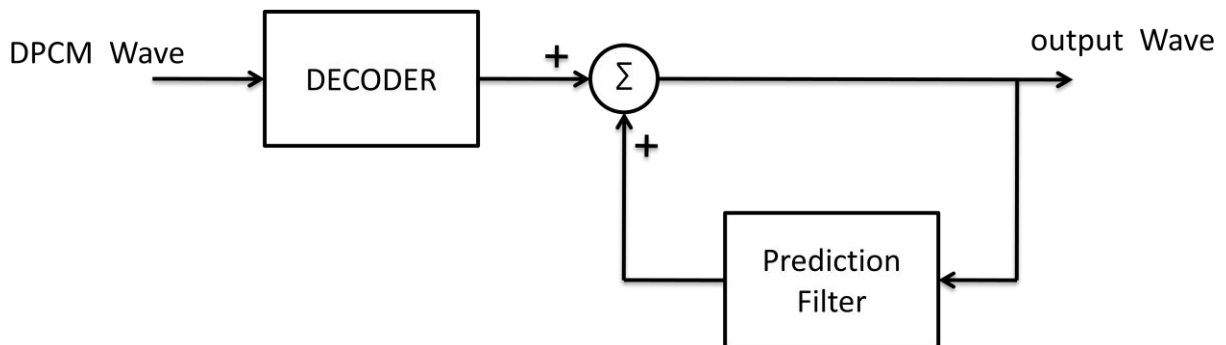 DPCM Wave
DECODER
+
Σ
+
output Wave
Prediction
Filter